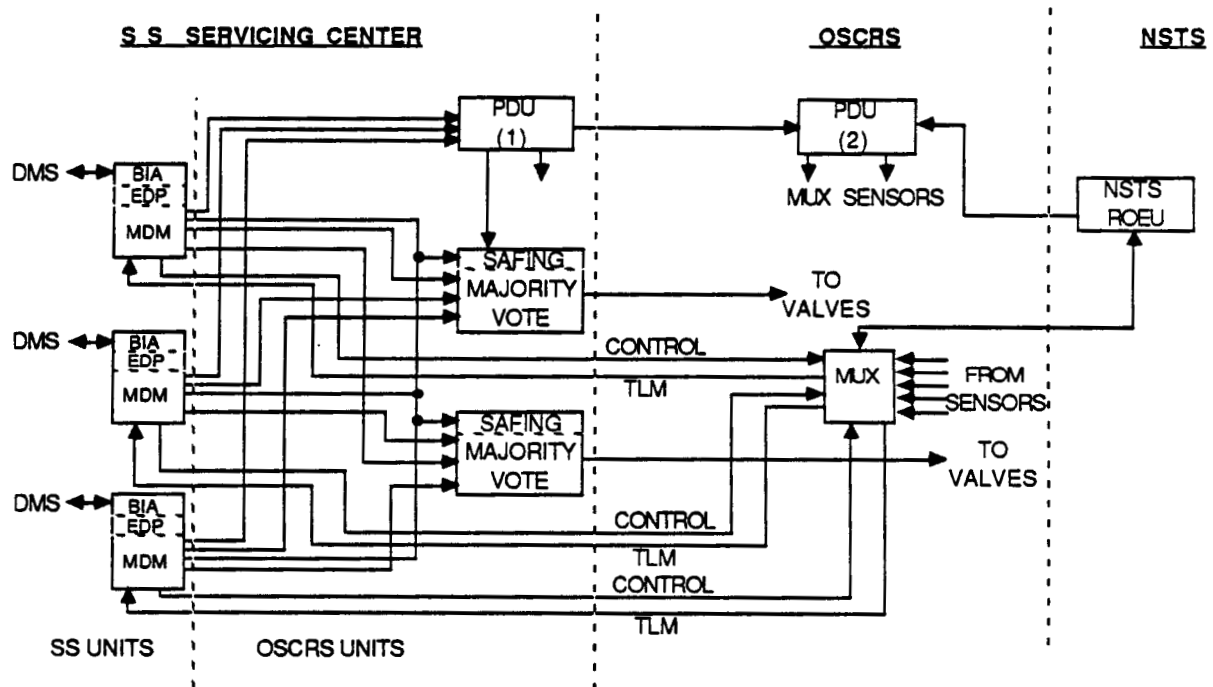 S S SERVICING CENTER
OSCRS
NSTS
PDU
(1)
PDU
(2)
MUX SENSORS
NSTS
ROEU
DMS
BIA
EDP
MDM
SAFING
MAJORITY
VOTE
TO
VALVES
DMS
BIA
EDP
MDM
CONTROL
TLM
MUX
FROM
SENSORS
SAFING
MAJORITY
VOTE
TO
VALVES
DMS
BIA
EDP
MDM
CONTROL
TLM
CONTROL
TLM
SS UNITS
OSCRS UNITS